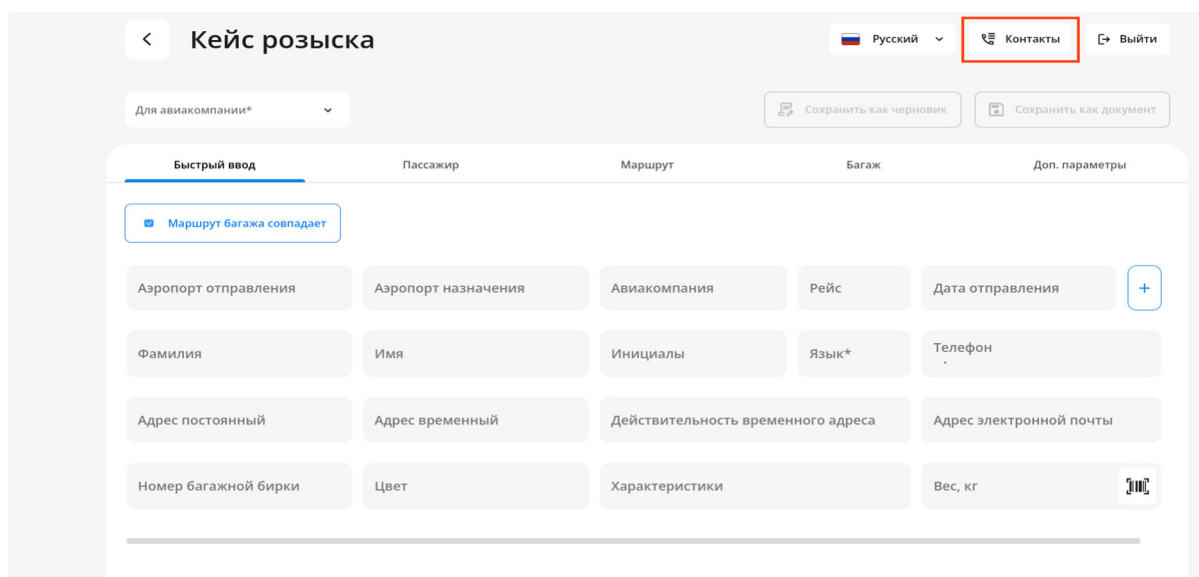 Кейс розыска
Русский
Контакты
Выйти
Для авиакомпании*
Сохранить как черновик
Сохранить как документ
Быстрый ввод
Пассажир
Маршрут
Багаж
Доп. параметры
Маршрут багажа совпадает
Аэропорт отправления
Аэропорт назначения
Авиакомпания
Рейс
Дата отправления
+
Фамилия
Имя
Инициалы
Язык*
Телефон
Адрес постоянный
Адрес временный
Действительность временного адреса
Адрес электронной почты
Номер багажной бирки
Цвет
Характеристики
Вес, кг